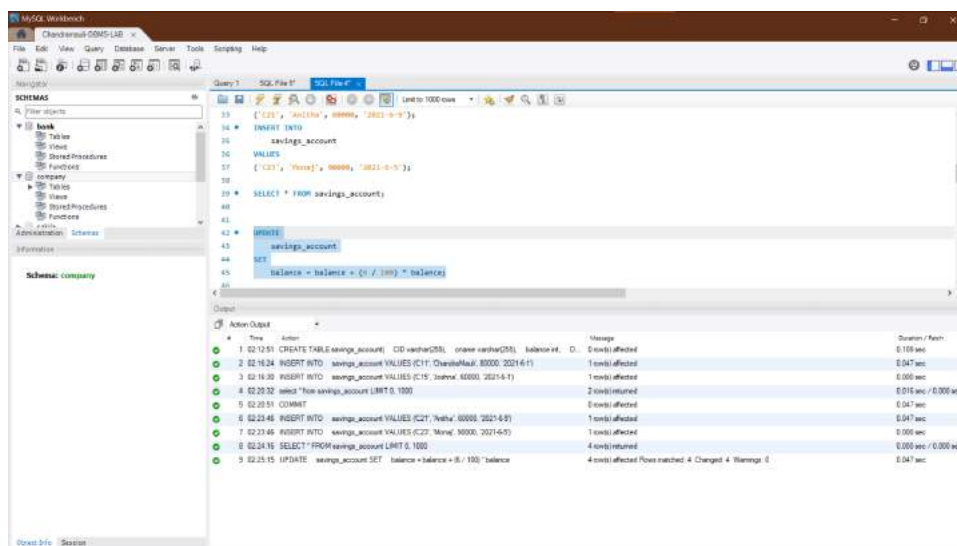 MySQL Workbench
Chandramauli-DBMS-LAB ×
File Edit View Query Database Server Tools Scripting Help
Navigator
Query 1 SQL File 5* SQL File 4* ×
SCHEMAS
Limit to 1000 rows
Filter objects
bank
Tables
Views
Stored Procedures
Functions
company
Tables
Views
Stored Procedures
Functions
Administration Schemas
Information
Schema: company
33 ('C21', 'Anitha', 60000, '2021-6-9');
34 INSERT INTO
35 savings_account
36 VALUES
37 ('C23', 'Monaj', 90000, '2021-6-5');
38
39 SELECT * FROM savings_account;
40
41
42 UPDATE
43 savings_account
44 SET
45 balance = balance + (6 / 100) * balance;
46
Output
Action Output
# Time Action Message Duration / Fetch
1 02:12:51 CREATE TABLE savings_account( CID varchar(255), cname varchar(255), balance int, D... 0 row(s) affected 0.109 sec
2 02:16:24 INSERT INTO savings_account VALUES ('C11', 'ChandraMauli', 80000, '2021-6-1') 1 row(s) affected 0.047 sec
3 02:16:30 INSERT INTO savings_account VALUES ('C15', 'Joshna', 60000, '2021-6-1') 1 row(s) affected 0.000 sec
4 02:20:32 select * from savings_account LIMIT 0, 1000 2 row(s) returned 0.016 sec / 0.000 se
5 02:20:51 COMMIT 0 row(s) affected 0.047 sec
6 02:23:46 INSERT INTO savings_account VALUES ('C21', 'Anitha', 60000, '2021-6-9') 1 row(s) affected 0.047 sec
7 02:23:46 INSERT INTO savings_account VALUES ('C23', 'Monaj', 90000, '2021-6-5') 1 row(s) affected 0.000 sec
8 02:24:16 SELECT * FROM savings_account LIMIT 0, 1000 4 row(s) returned 0.000 sec / 0.000 se
9 02:25:15 UPDATE savings_account SET balance = balance + (6 / 100) * balance 4 row(s) affected Rows matched: 4 Changed: 4 Warnings: 0 0.047 sec
Object Info Session